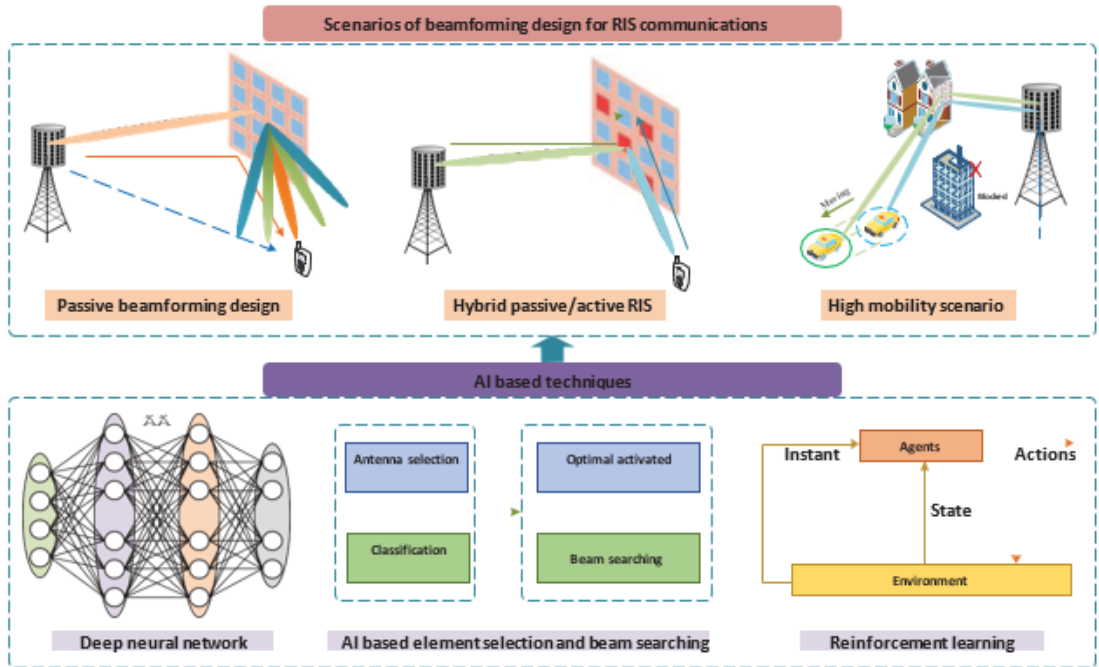 Scenarios of beamforming design for RIS communications
Moving
Blocked
Passive beamforming design
Hybrid passive/active RIS
High mobility scenario
AI based techniques
Antenna selection
Optimal activated
Classification
Beam searching
Instant
Agents
Actions
State
Environment
Deep neural network
AI based element selection and beam searching
Reinforcement learning